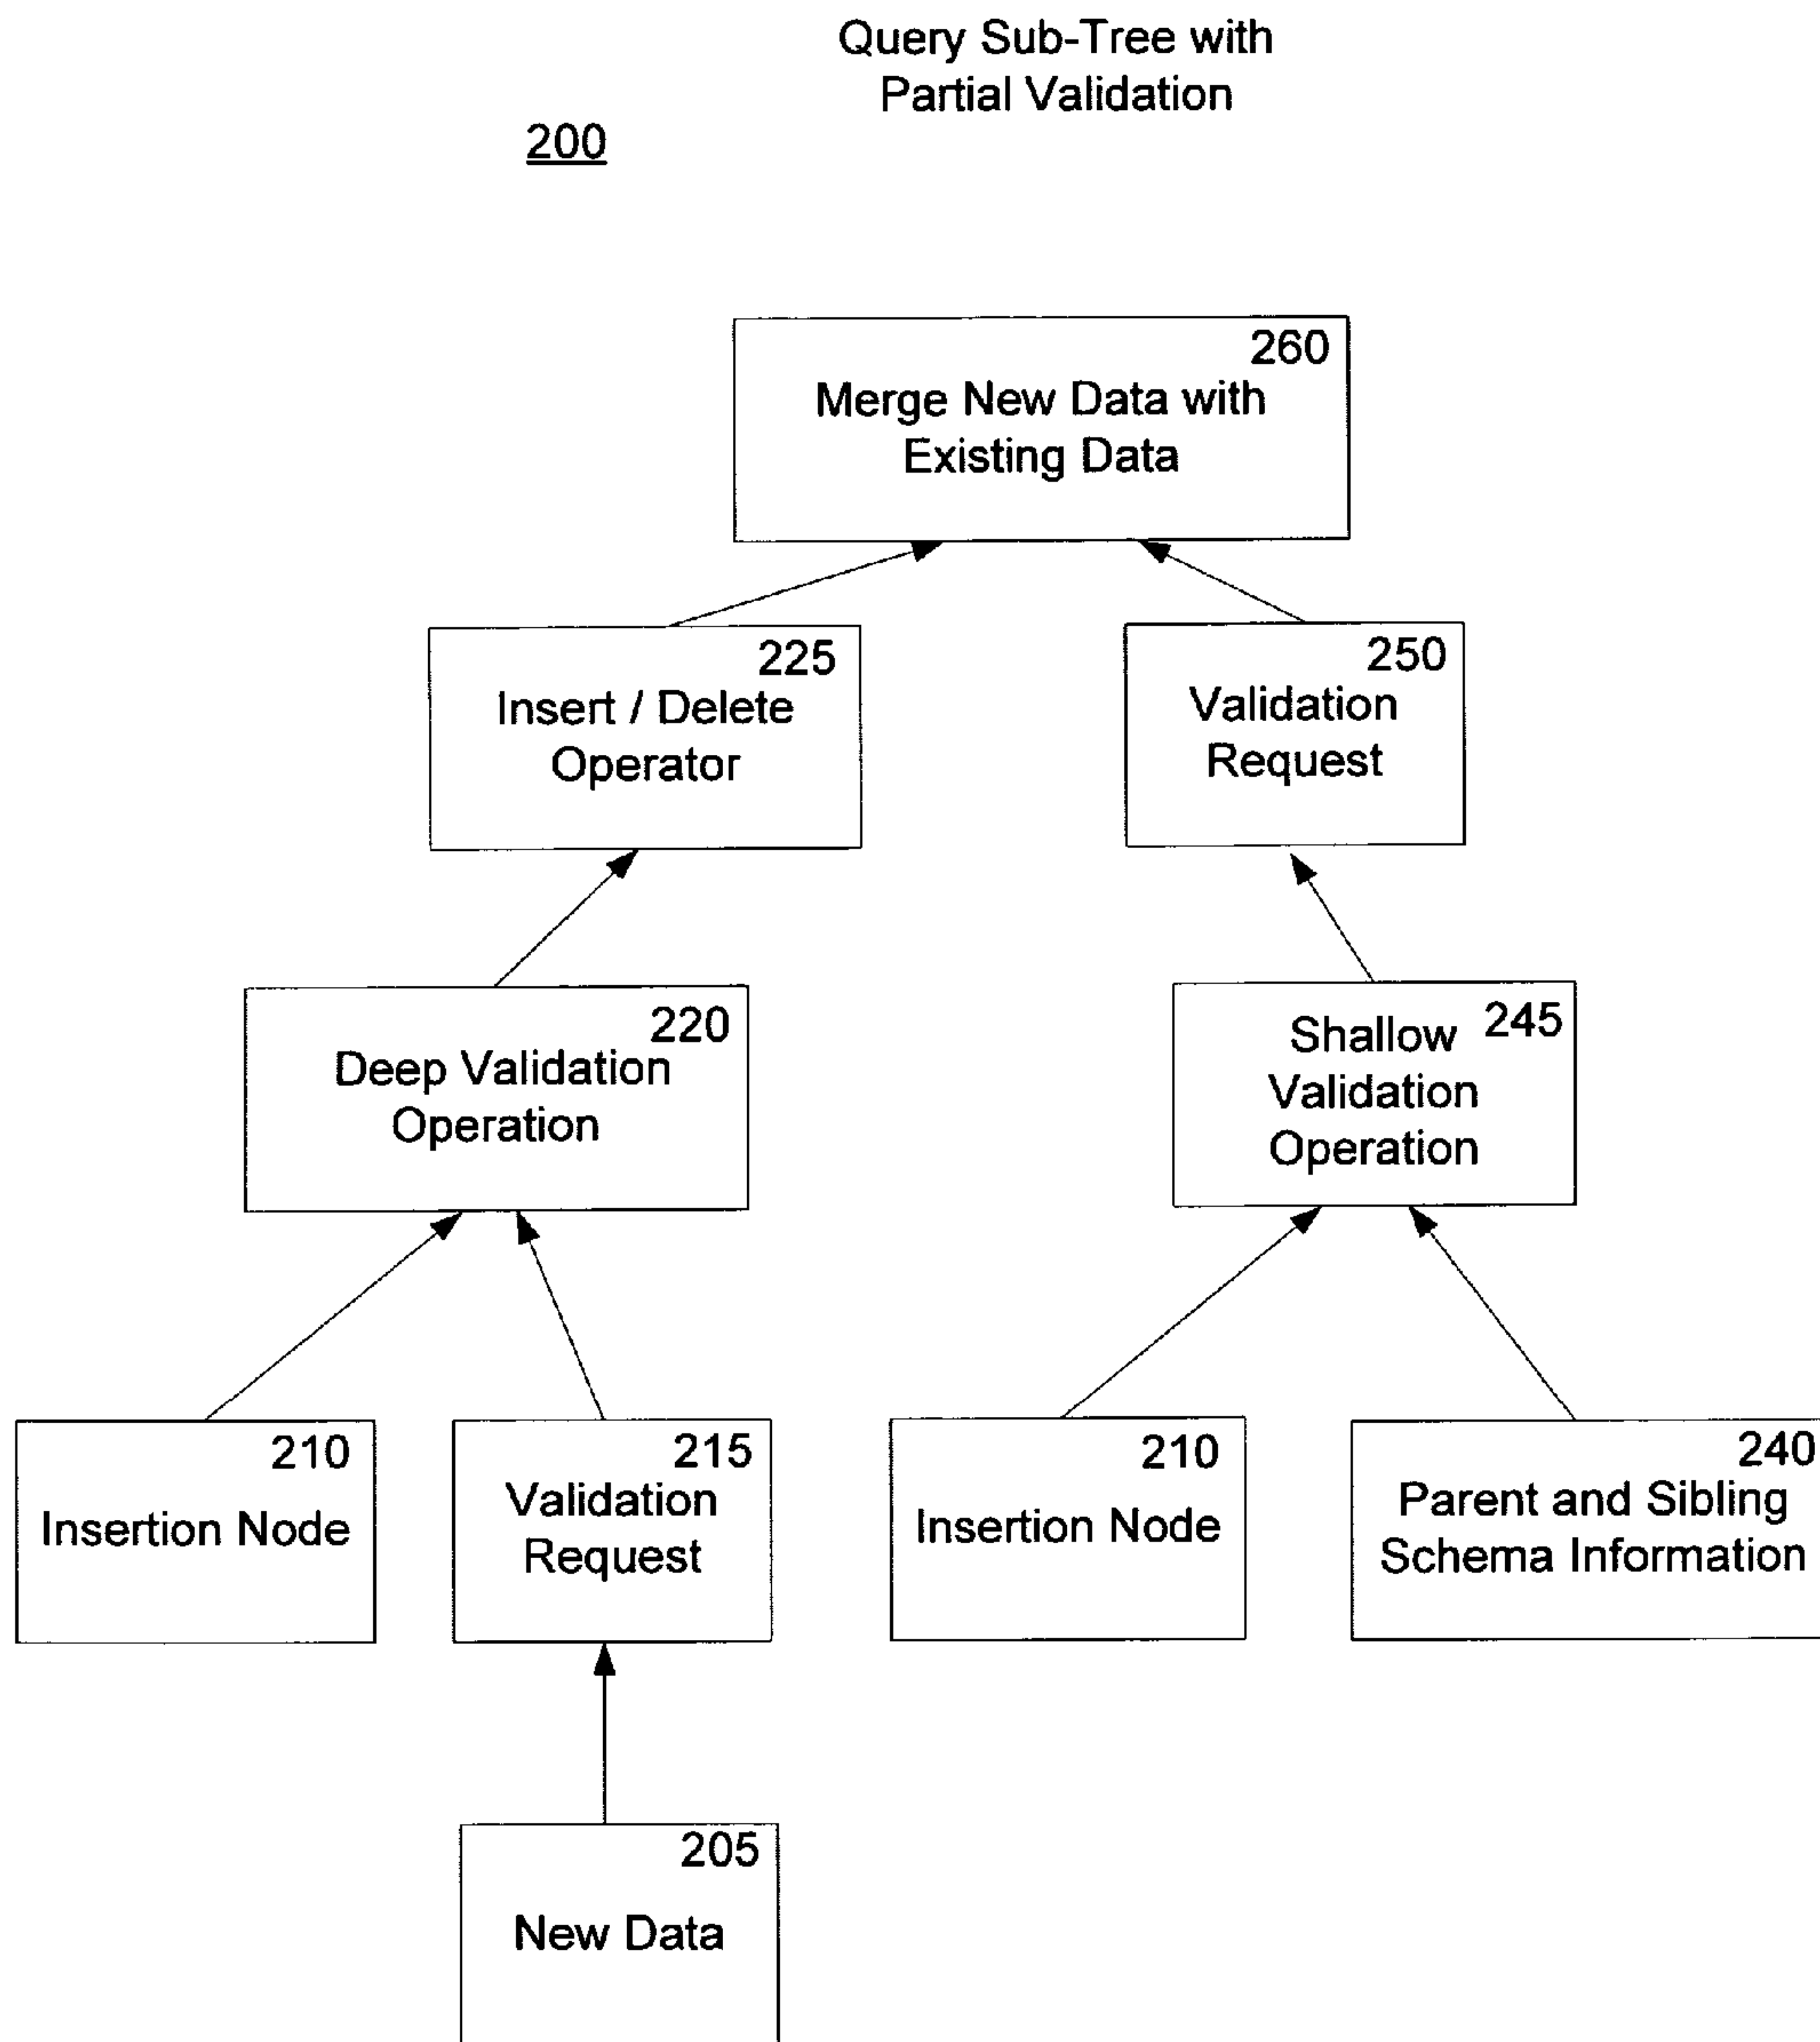 Query Sub-Tree with
Partial Validation
200
260
Merge New Data with
Existing Data
225
Insert / Delete
Operator
250
Validation
Request
220
Deep Validation
Operation
245
Shallow
Validation
Operation
210
Insertion Node
215
Validation
Request
210
Insertion Node
240
Parent and Sibling
Schema Information
205
New Data